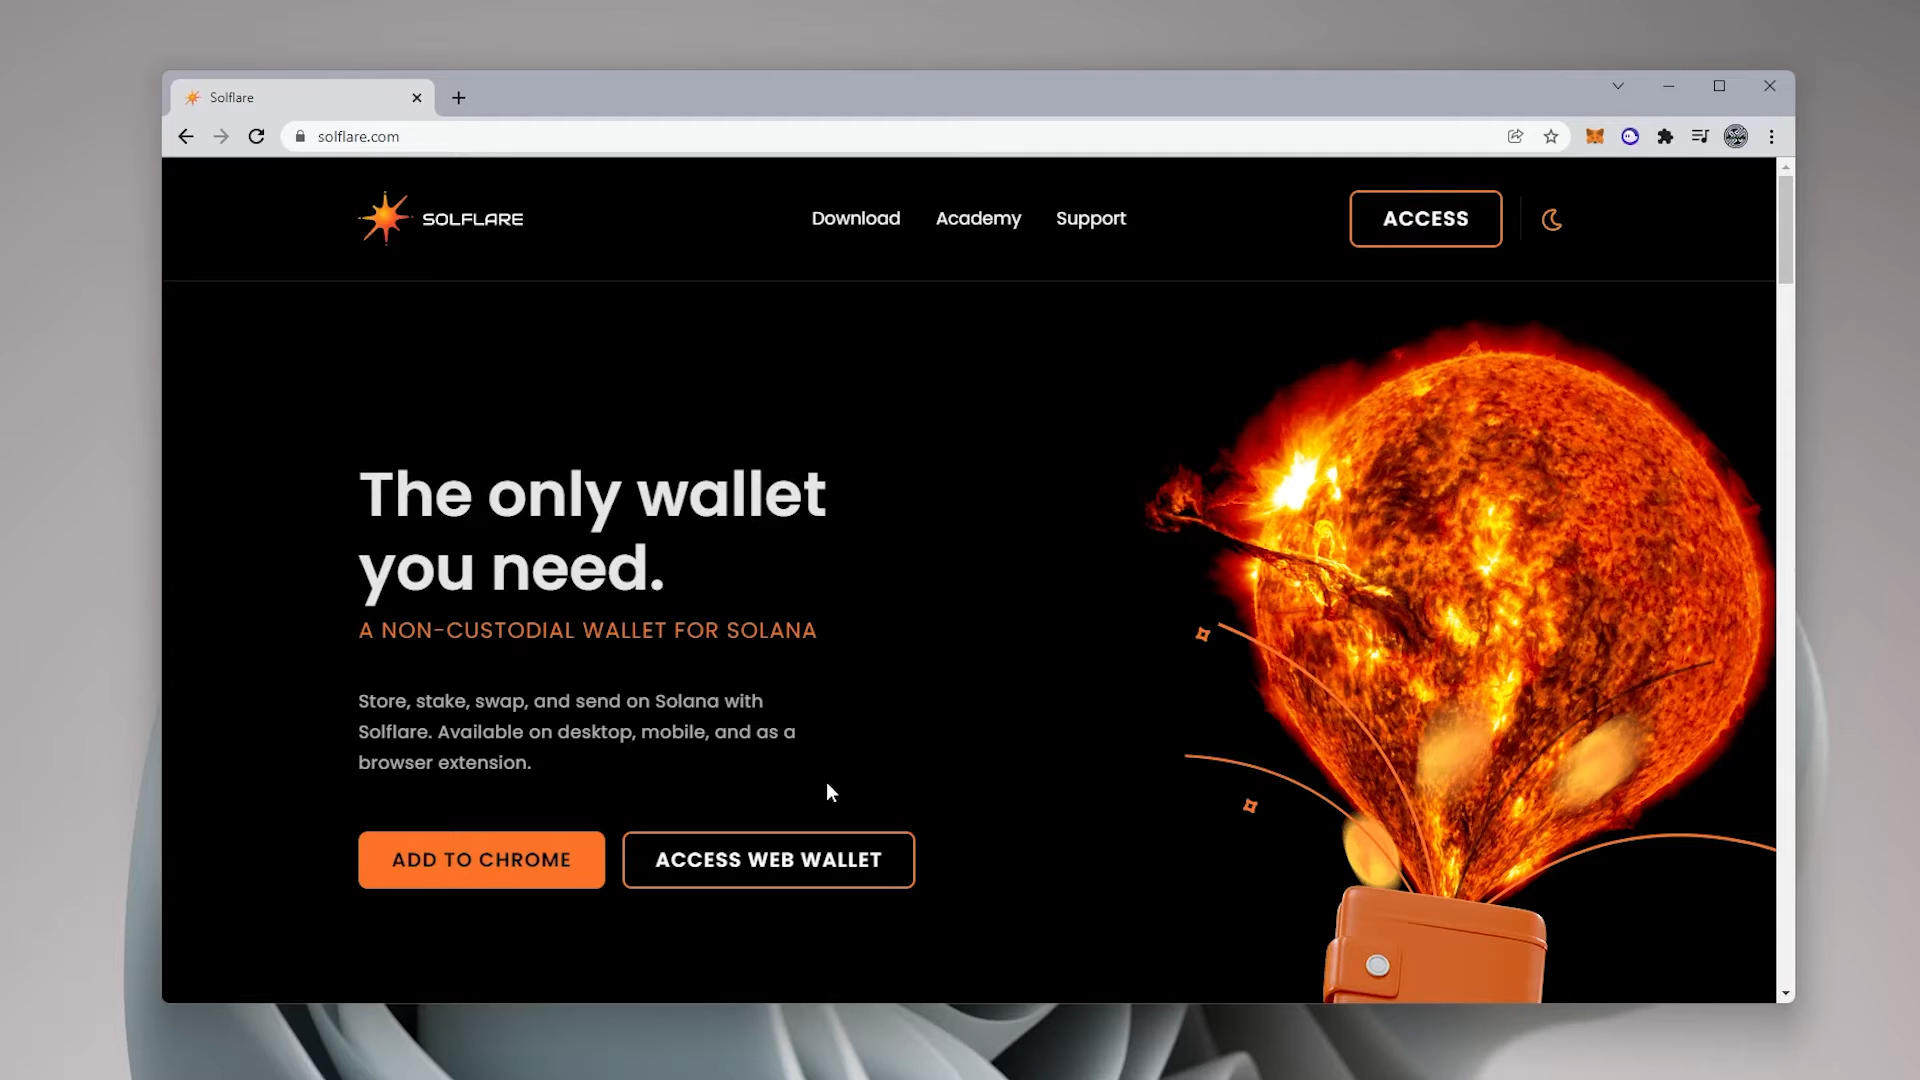 Solflare
solflare.com
SOLFLARE
Download
Academy
Support
ACCESS
The only wallet
you need.
A NON-CUSTODIAL WALLET FOR SOLANA
Store, stake, swap, and send on Solana with
Solflare. Available on desktop, mobile, and as a
browser extension.
ADD TO CHROME
ACCESS WEB WALLET